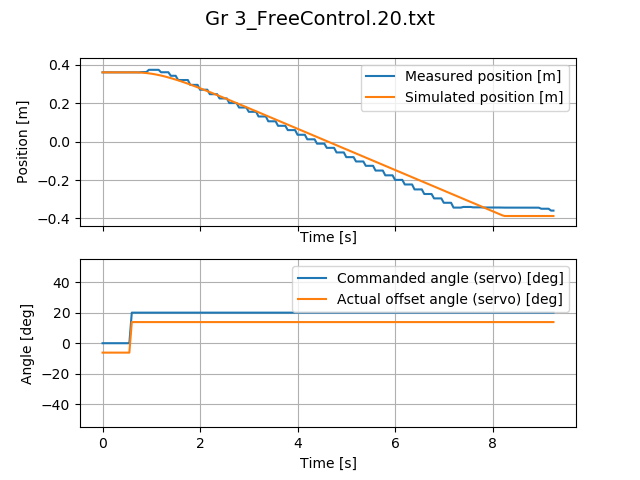 Gr 3_FreeControl.20.txt
Position [m]
0.4
0.2
0.0
−0.2
−0.4
Measured position [m]
Simulated position [m]
Time [s]
Angle [deg]
40
20
0
−20
−40
Commanded angle (servo) [deg]
Actual offset angle (servo) [deg]
0 2 4 6 8
Time [s]